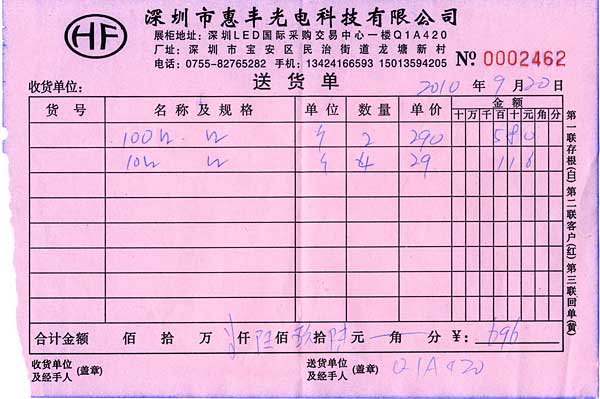 HF
深圳市惠丰光电科技有限公司
展柜地址：深圳LED国际采购交易中心一楼Q1A420
厂址：深圳市宝安区民治街道龙塘新村
电话：0755-82765282 手机：13424166593 15013594205
№ 0002462
送货单
收货单位： 2010 年 9 月 20 日
货号 名称及规格 单位 数量 单价 金额
十 万 千 百 十 元 角 分
100W W 个 2 290 580
10W W 个 4 29 116
合计金额 佰 拾 万 仟 陆 佰 玖 拾 陆 元 角 分 ¥： 696
收货单位及经手人 (盖章) 送货单位及经手人 (盖章) Q1A420
第一联存根(白) 第二联客户(红) 第三联回单(黄)